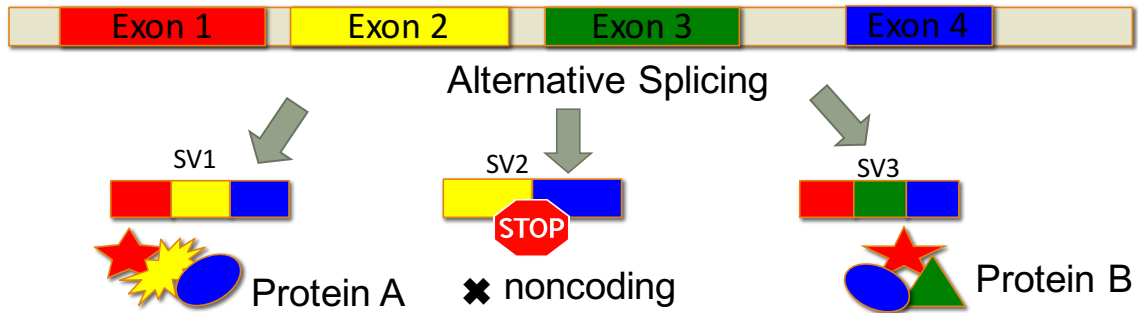 Exon 1
Exon 2
Exon 3
Exon 4
Alternative Splicing
SV1
SV2
SV3
STOP
Protein A
✖ noncoding
Protein B